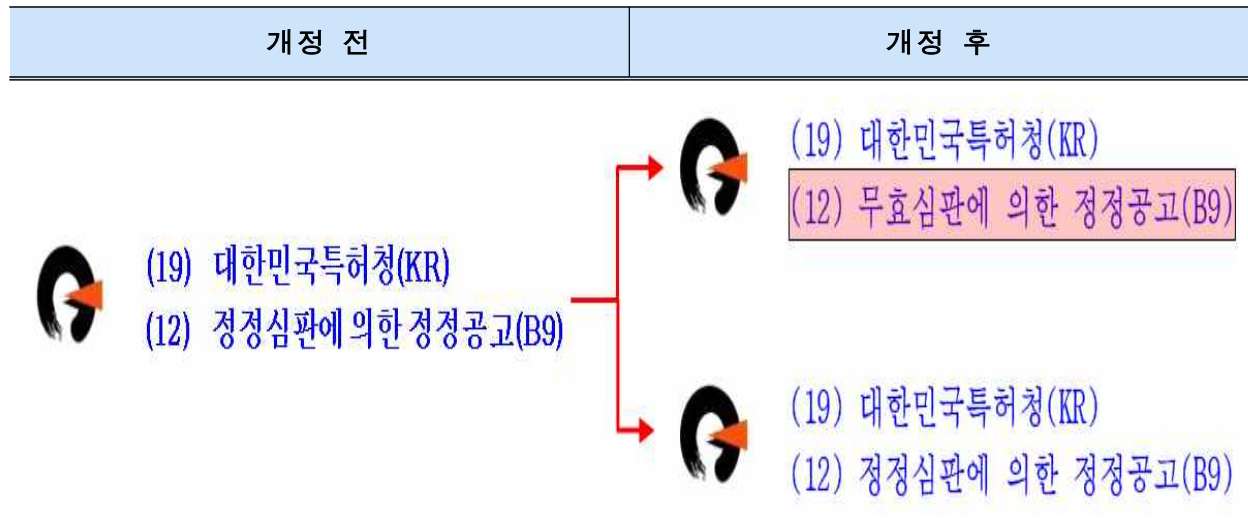 개정 전
개정 후
(19) 대한민국특허청(KR)
(12) 정정심판에 의한 정정공고(B9)
(19) 대한민국특허청(KR)
(12) 무효심판에 의한 정정공고(B9)
(19) 대한민국특허청(KR)
(12) 정정심판에 의한 정정공고(B9)